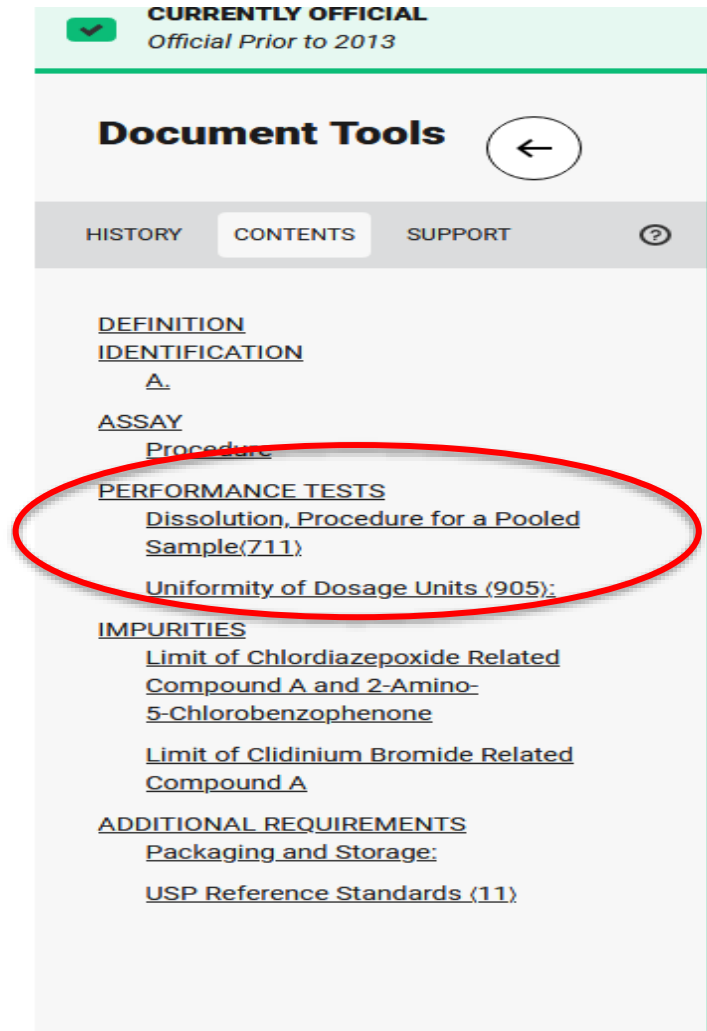 CURRENTLY OFFICIAL
Official Prior to 2013
Document Tools
HISTORY CONTENTS SUPPORT ?
DEFINITION
IDENTIFICATION
A.
ASSAY
Procedure
PERFORMANCE TESTS
Dissolution, Procedure for a Pooled
Sample〈711〉
Uniformity of Dosage Units 〈905〉:
IMPURITIES
Limit of Chlordiazepoxide Related
Compound A and 2-Amino-
5-Chlorobenzophenone
Limit of Clidinium Bromide Related
Compound A
ADDITIONAL REQUIREMENTS
Packaging and Storage:
USP Reference Standards 〈11〉